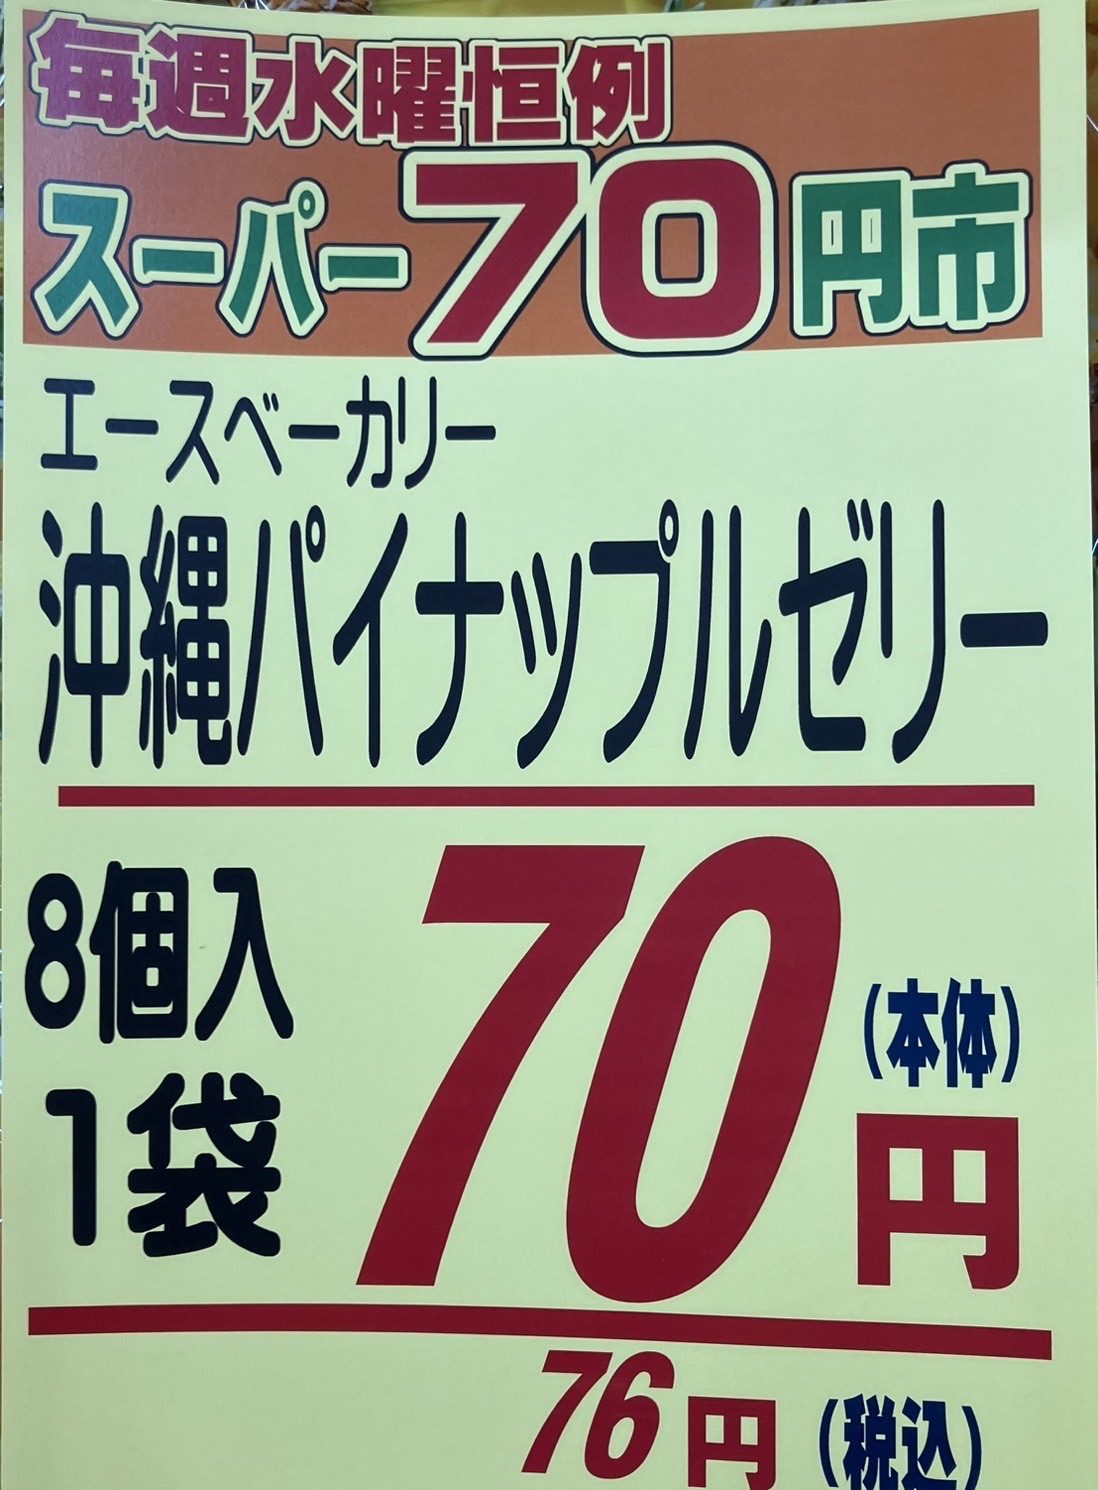 毎週水曜恒例
スーパー70円市
エースベーカリー
沖縄パイナップルゼリー
8個入
1袋
70円
(本体)
76円(税込)